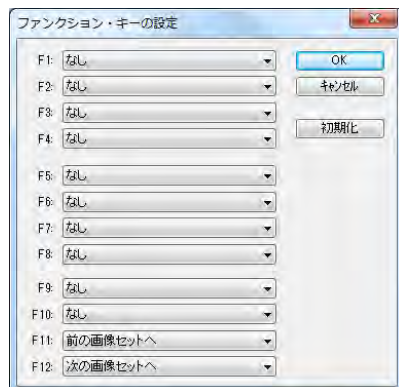 ファンクション・キーの設定
F1: なし
OK
F2: なし
キャンセル
F3: なし
初期化
F4: なし
F5: なし
F6: なし
F7: なし
F8: なし
F9: なし
F10: なし
F11: 前の画像セットへ
F12: 次の画像セットへ